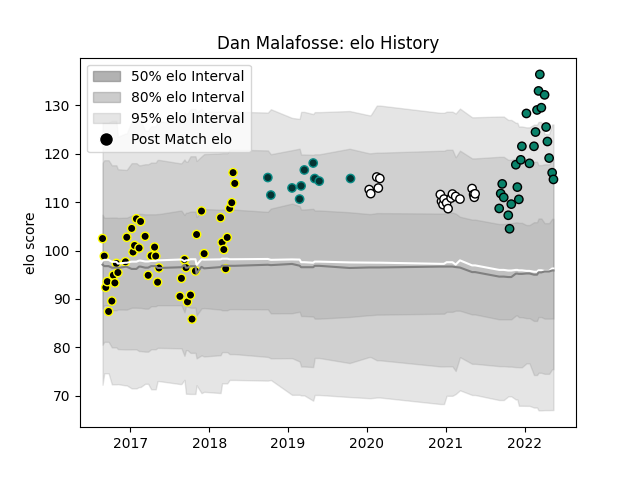 Dan Malafosse: elo History
50% elo Interval
80% elo Interval
95% elo Interval
Post Match elo
elo score
130
120
110
100
90
80
70
2017 2018 2019 2020 2021 2022